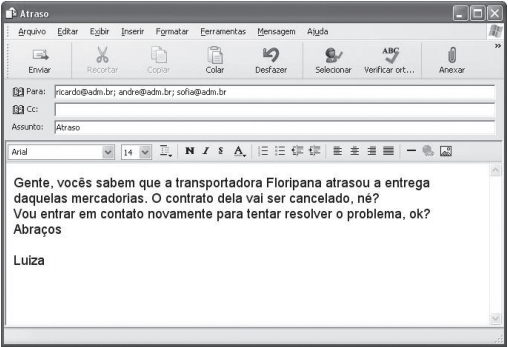 Atraso
Arquivo Editar Exibir Inserir Formatar Ferramentas Mensagem Ajuda
Enviar Recortar Copiar Colar Desfazer Selecionar Verificar ort... Anexar »
Para: ricardo@adm.br; andre@adm.br; sofia@adm.br
Cc:
Assunto: Atraso
Arial 14 N I S A
Gente, vocês sabem que a transportadora Floripana atrasou a entrega
daquelas mercadorias. O contrato dela vai ser cancelado, né?
Vou entrar em contato novamente para tentar resolver o problema, ok?
Abraços
Luiza